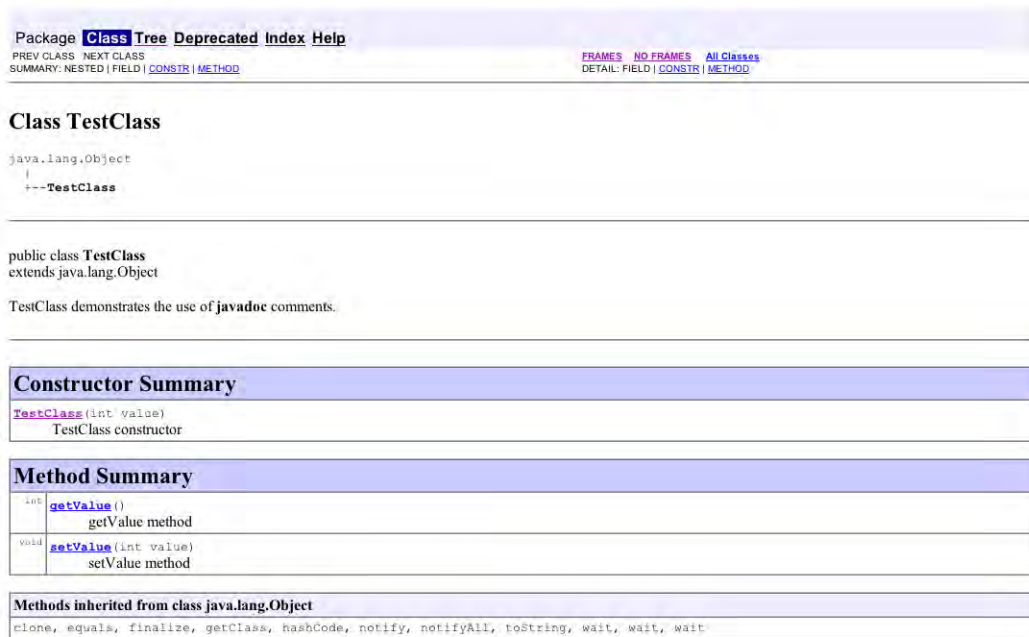 Package Class Tree Deprecated Index Help
PREV CLASS NEXT CLASS
FRAMES NO FRAMES All Classes
SUMMARY: NESTED | FIELD | CONSTR | METHOD
DETAIL: FIELD | CONSTR | METHOD
Class TestClass
java.lang.Object
|
+--TestClass
public class TestClass
extends java.lang.Object
TestClass demonstrates the use of javadoc comments.
Constructor Summary
TestClass(int value)
TestClass constructor
Method Summary
int getValue()
getValue method
void setValue(int value)
setValue method
Methods inherited from class java.lang.Object
clone, equals, finalize, getClass, hashCode, notify, notifyAll, toString, wait, wait, wait